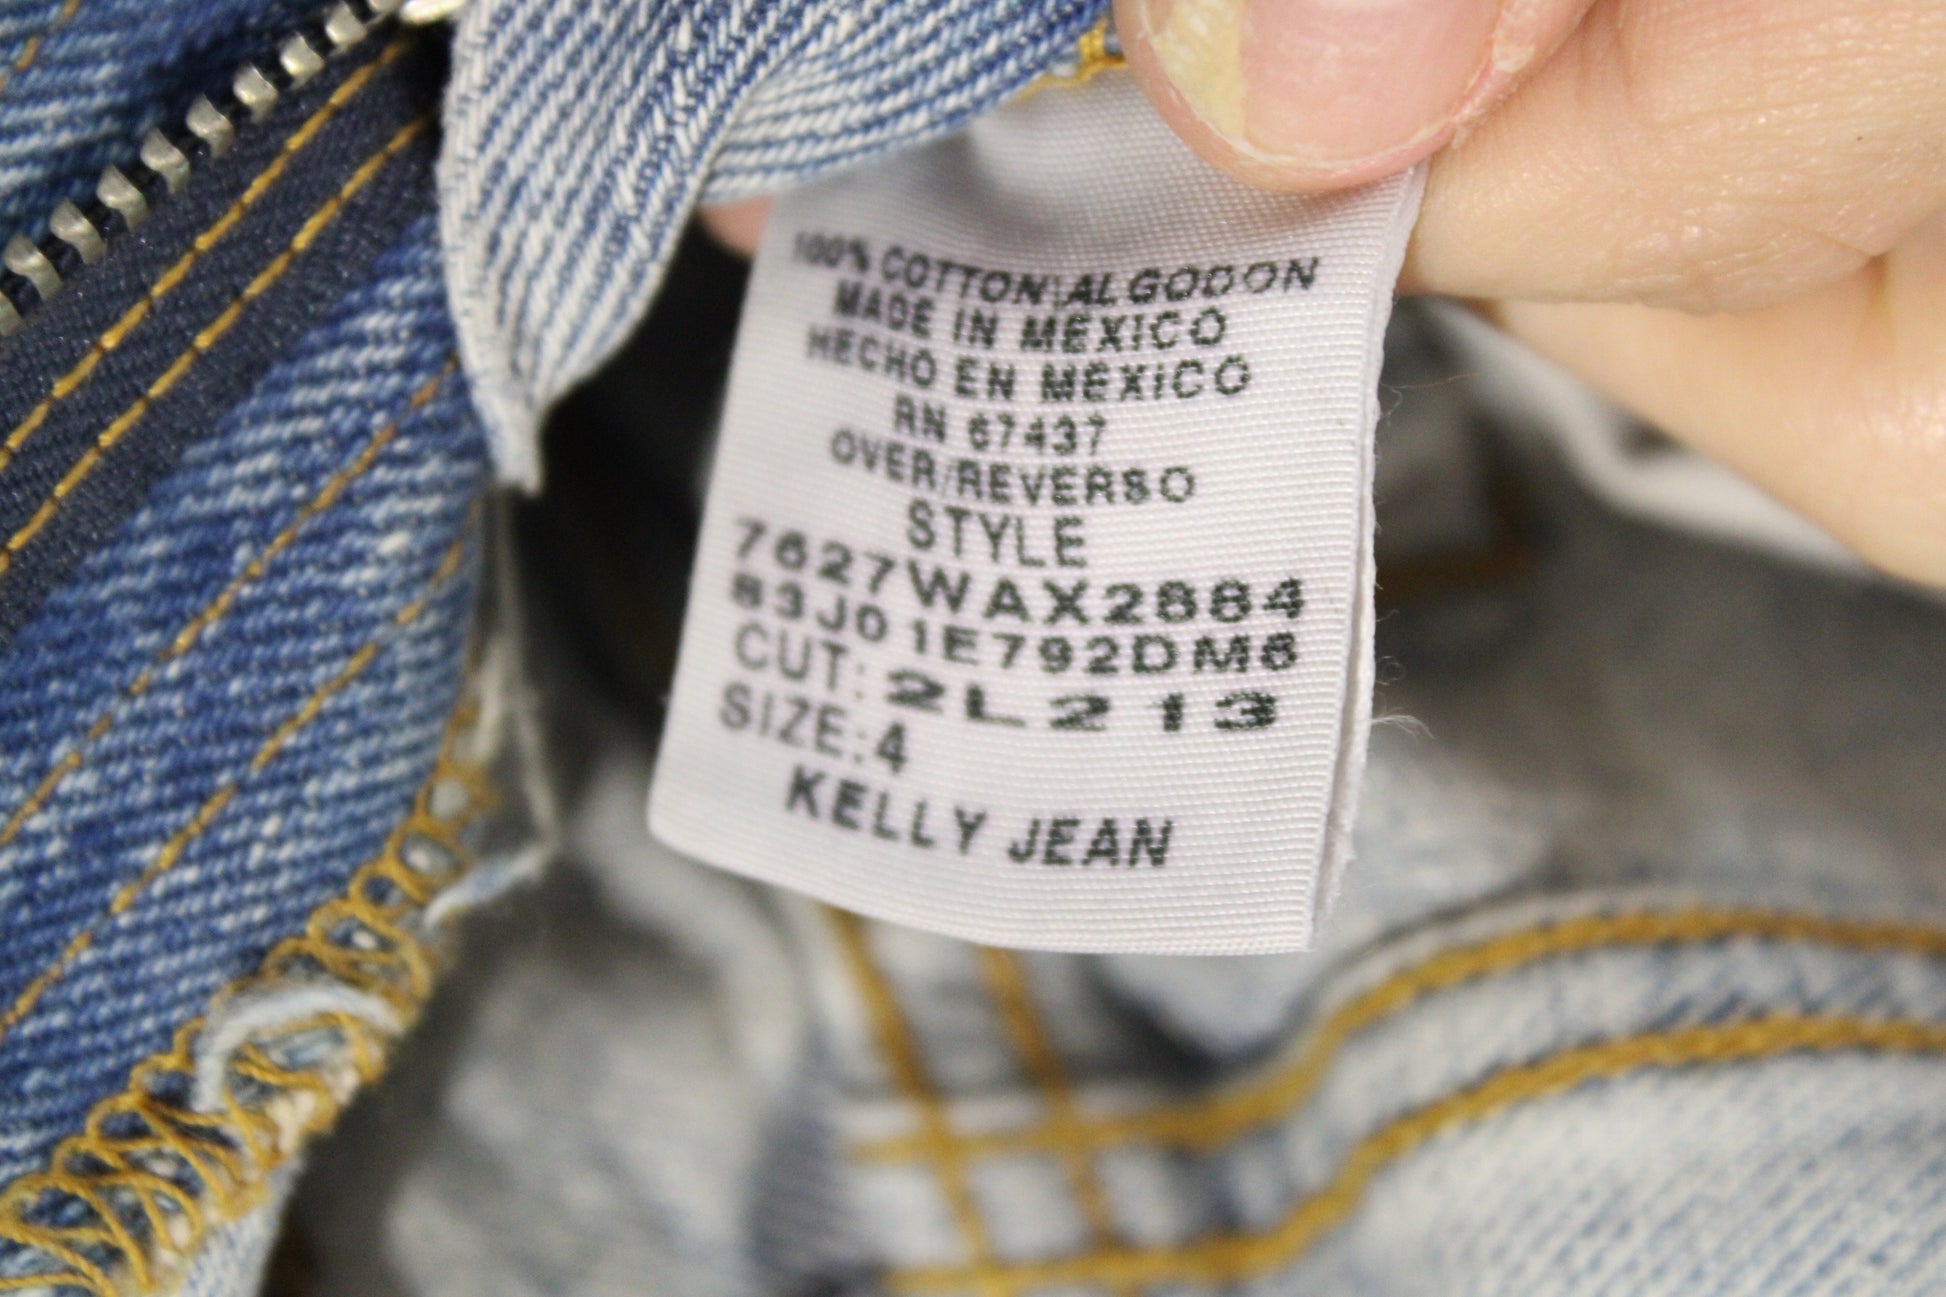 100% COTTON/ALGODON
MADE IN MEXICO
HECHO EN MEXICO
RN 67437
OVER/REVERSO
STYLE
7627WAX2884
83J01E792DM6
CUT: 2L213
SIZE:4
KELLY JEAN